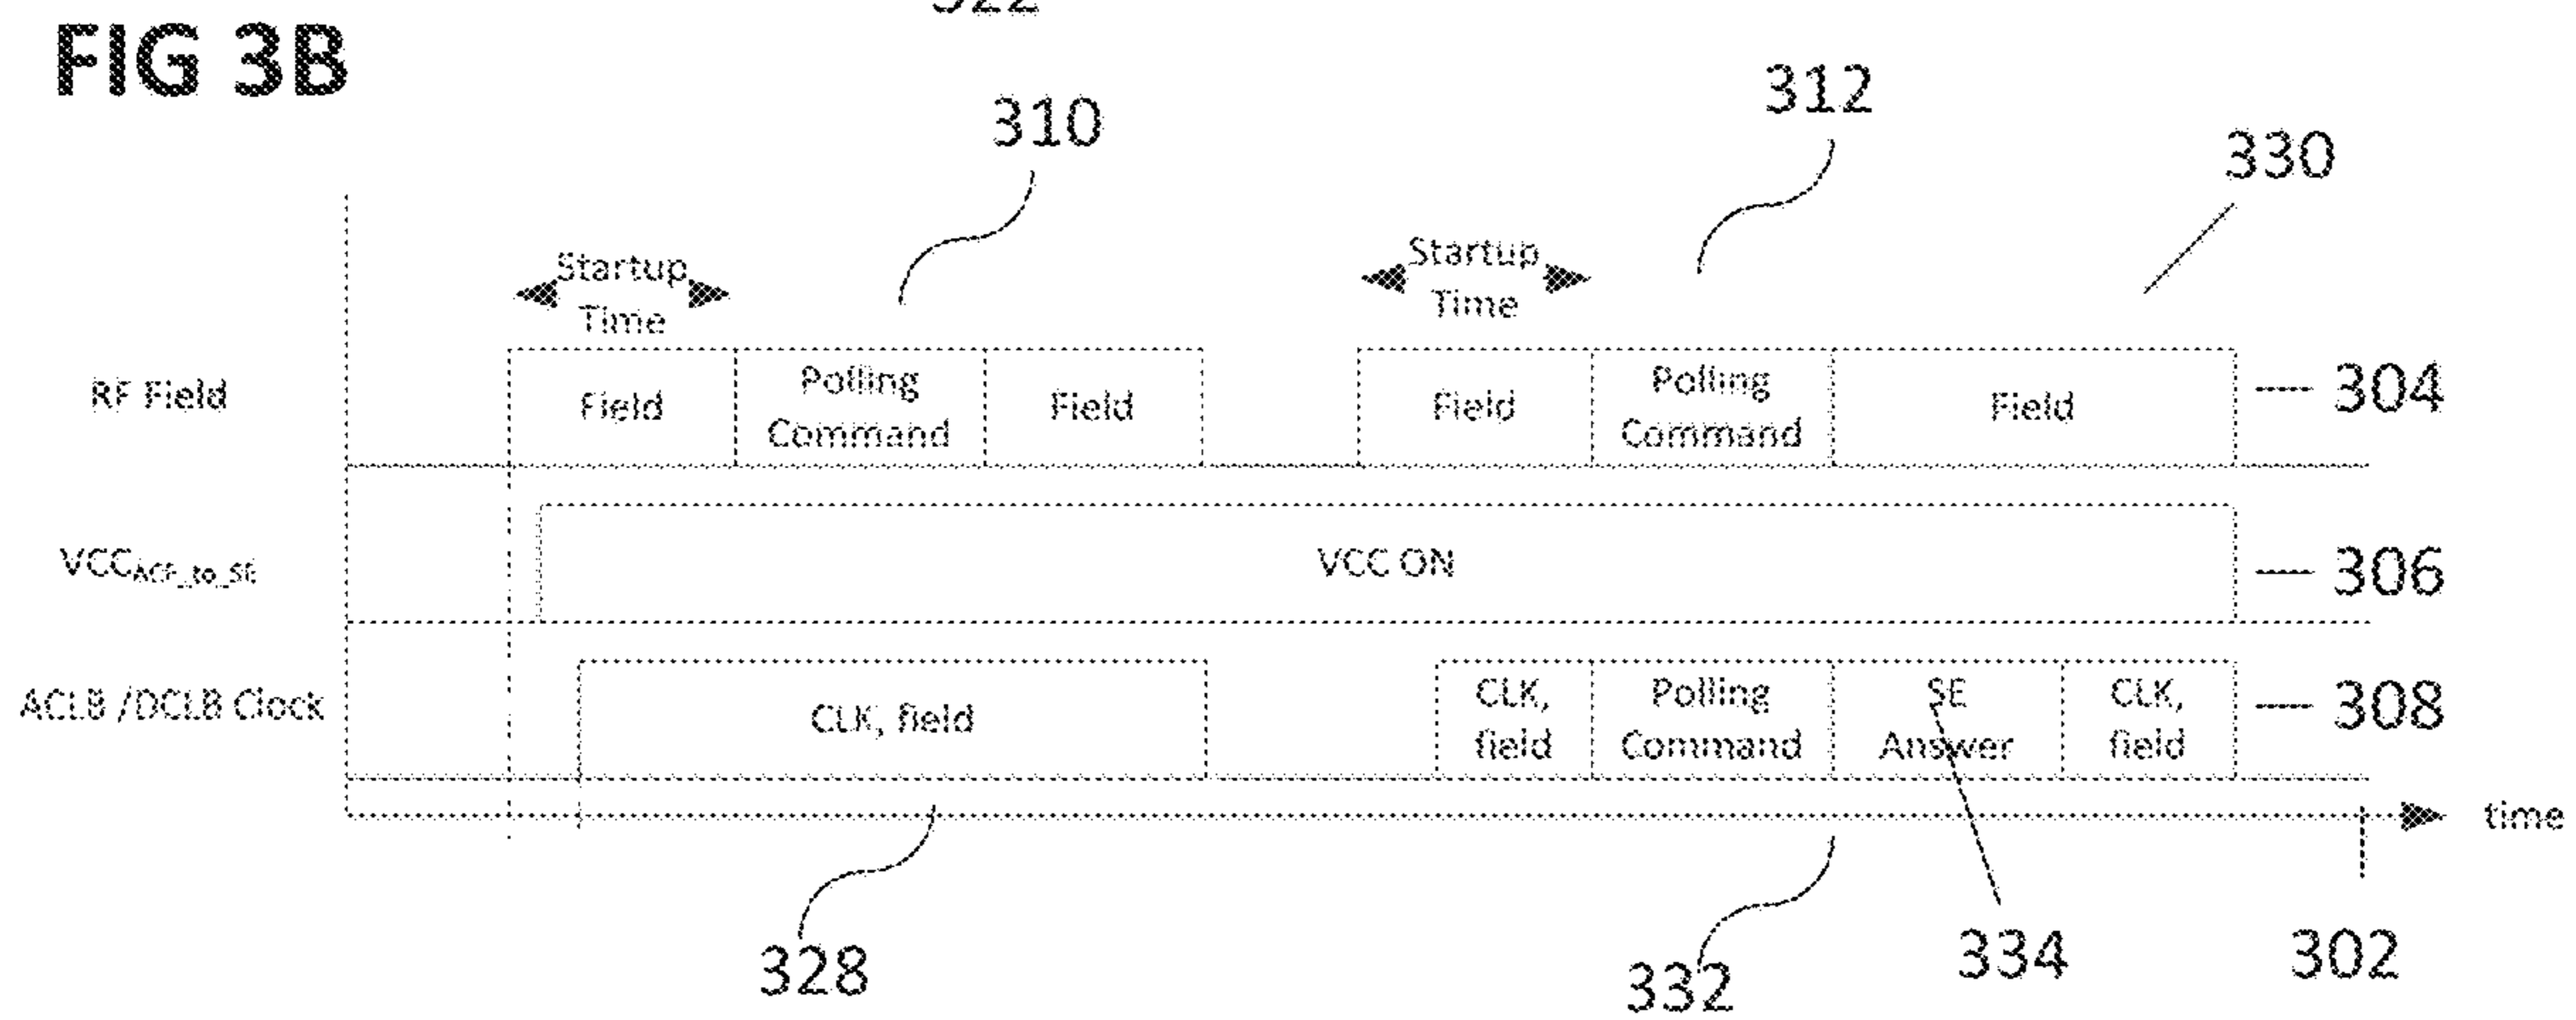 322
FIG 3B
310
312
330
Startup
Time
Startup
Time
RF Field
Field
Polling
Command
Field
Field
Polling
Command
Field
304
VCCACF_to_SE
VCC ON
306
ACLB /DCLB Clock
CLK, field
CLK,
field
Polling
Command
SE
Answer
CLK,
field
308
time
328
332
334
302